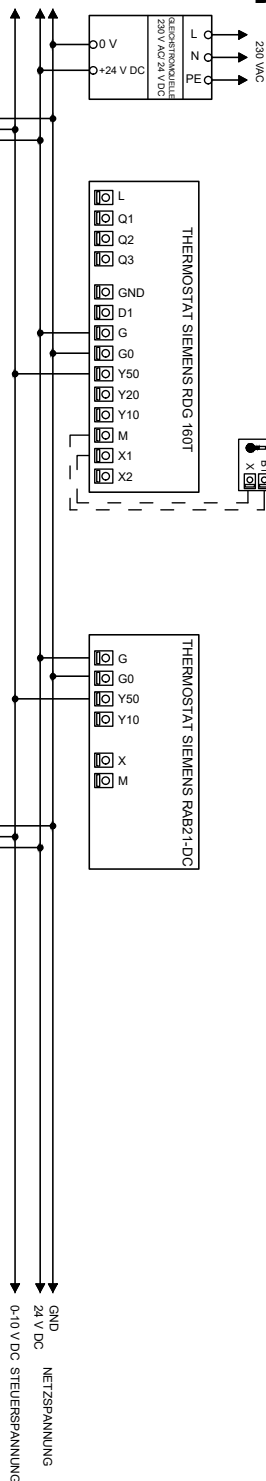 230 VAC
L
N
PE
GLEICHSTROMQUELLE
230 V AC/ 24 V DC
0 V
+24 V DC
THERMOSTAT SIEMENS RDG 160T
L
Q1
Q2
Q3
GND
D1
G
G0
Y50
Y20
Y10
M
X1
X2
X
THERMOSTAT SIEMENS RAB21-DC
G
G0
Y50
Y10
X
M
GND
24 V DC NETZSPANNUNG
0-10 V DC STEUERSPANNUNG